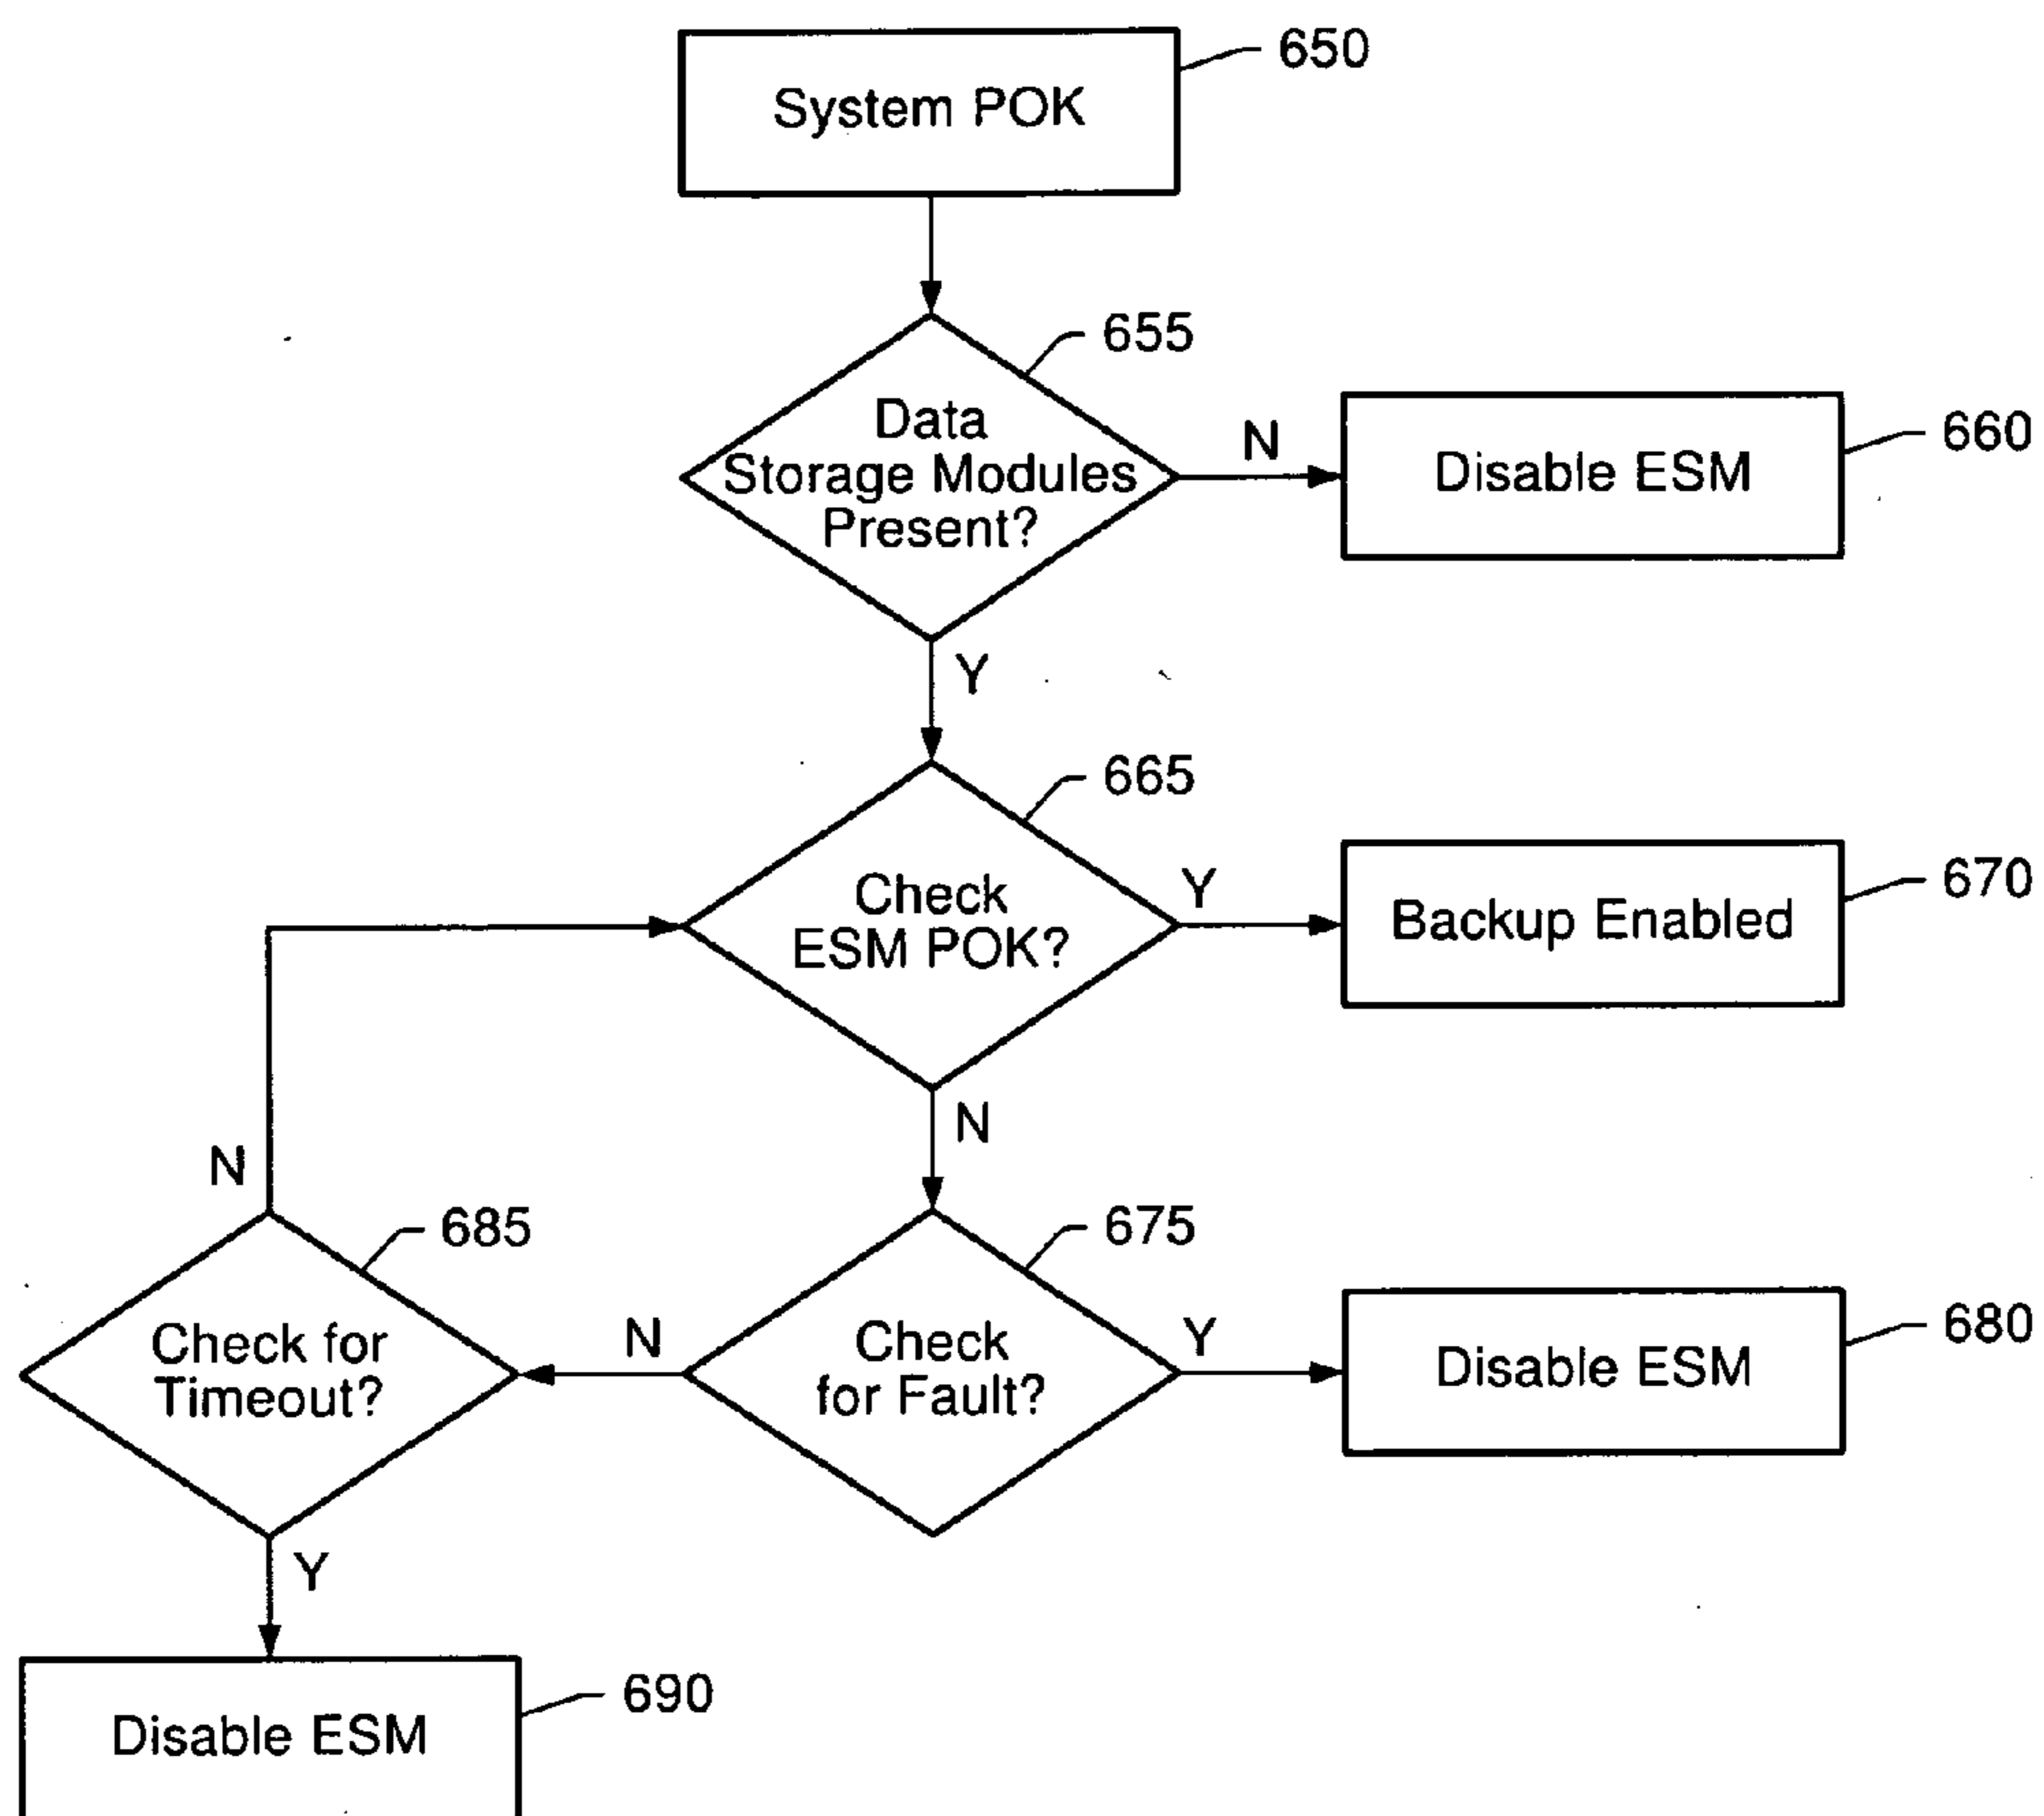 System POK
650
655
Data
Storage Modules
Present?
N
Disable ESM
660
Y
665
Check
ESM POK?
Y
Backup Enabled
670
N
N
685
675
Check for
Timeout?
N
Check
for Fault?
Y
Disable ESM
680
Y
Disable ESM
690